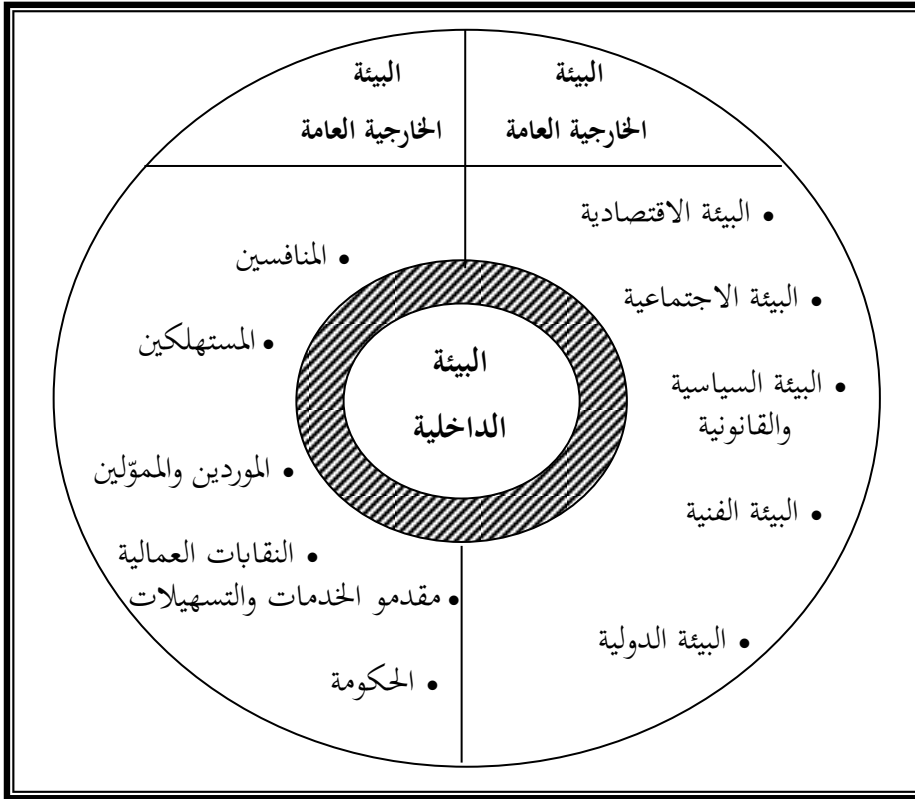 البيئة
الخارجية العامة
البيئة
الخارجية العامة
• البيئة الاقتصادية
• البيئة الاجتماعية
• البيئة السياسية
والقانونية
• البيئة الفنية
• البيئة الدولية
البيئة
الداخلية
• المنافسين
• المستهلكين
• الموردين والمموّلين
• النقابات العمالية
• مقدمو الخدمات والتسهيلات
• الحكومة